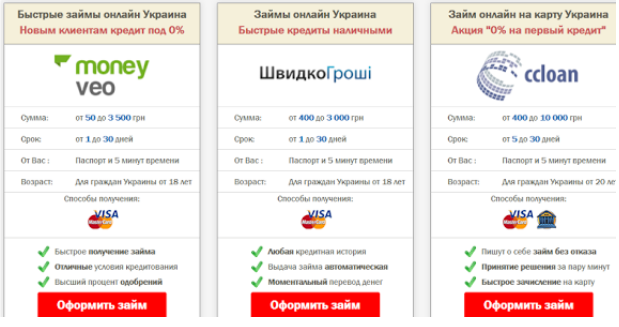 Быстрые займы онлайн Украина
Новым клиентам кредит под 0%
money
veo
Сумма: от 50 до 3 500 грн
Срок: от 1 до 30 дней
От Вас : Паспорт и 5 минут времени
Возраст: Для граждан Украины от 18 лет
Способы получения:
VISA
MasterCard
Быстрое получение займа
Отличные условия кредитования
Высший процент одобрений
Оформить займ
Займы онлайн Украина
Быстрые кредиты наличными
ШвидкоГроші
Сумма: от 400 до 3 000 грн
Срок: от 1 до 30 дней
От Вас : Паспорт и 5 минут времени
Возраст: Для граждан Украины от 18 лет
Способы получения:
VISA
MasterCard
Любая кредитная история
Выдача займа автоматическая
Моментальный перевод денег
Оформить займ
Займ онлайн на карту Украина
Акция "0% на первый кредит"
ccloan
Сумма: от 400 до 10 000 грн
Срок: от 5 до 30 дней
От Вас : Паспорт и 5 минут времени
Возраст: Для граждан Украины от 20 ле
Способы получения:
VISA
MasterCard
Пишут о себе займ без отказа
Принятие решения за пару минут
Быстрое зачисление на карту
Оформить займ